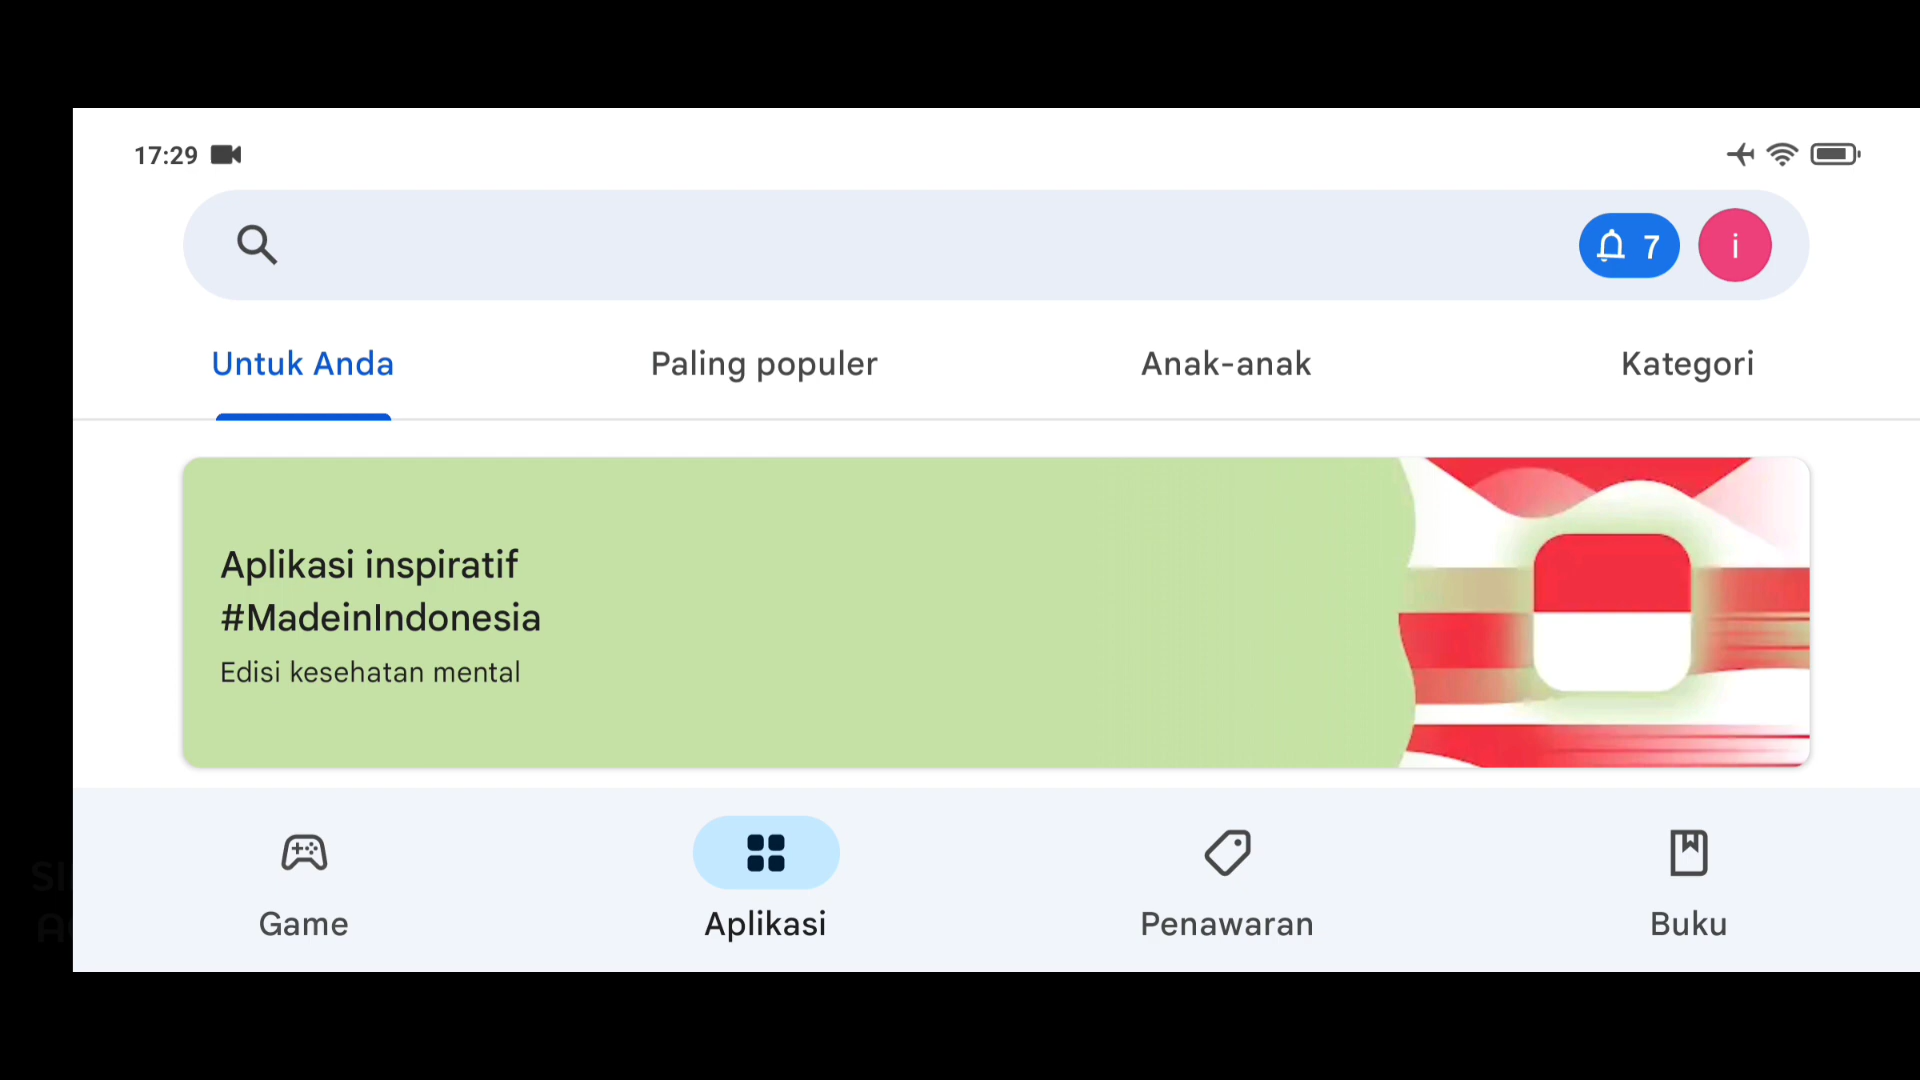 17:29
7
i
Untuk Anda
Paling populer
Anak-anak
Kategori
Aplikasi inspiratif
#MadeinIndonesia
Edisi kesehatan mental
Game
Aplikasi
Penawaran
Buku